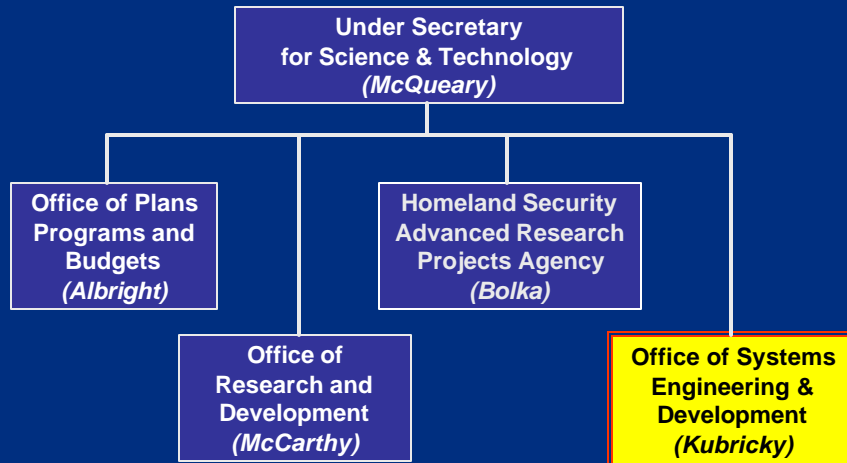 Under Secretary
for Science & Technology
(McQueary)
Office of Plans
Programs and
Budgets
(Albright)
Homeland Security
Advanced Research
Projects Agency
(Bolka)
Office of
Research and
Development
(McCarthy)
Office of Systems
Engineering &
Development
(Kubricky)